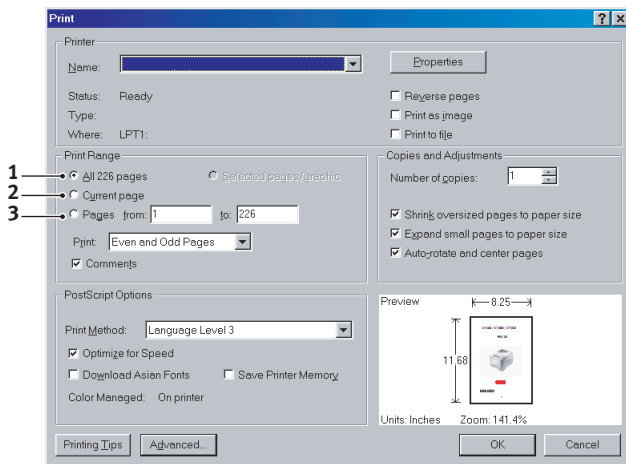 Print
Printer
Name:
Properties
Status: Ready
Type:
Where: LPT1:
Reverse pages
Print as image
Print to file
Print Range
1 All 226 pages
Selected pages/graphic
2 Current page
3 Pages from: 1 to: 226
Print: Even and Odd Pages
Comments
Copies and Adjustments
Number of copies: 1
Shrink oversized pages to paper size
Expand small pages to paper size
Auto-rotate and center pages
PostScript Options
Print Method: Language Level 3
Optimize for Speed
Download Asian Fonts Save Printer Memory
Color Managed: On printer
Preview
8.25
11.68
Units: Inches Zoom: 141.4%
Printing Tips Advanced... OK Cancel